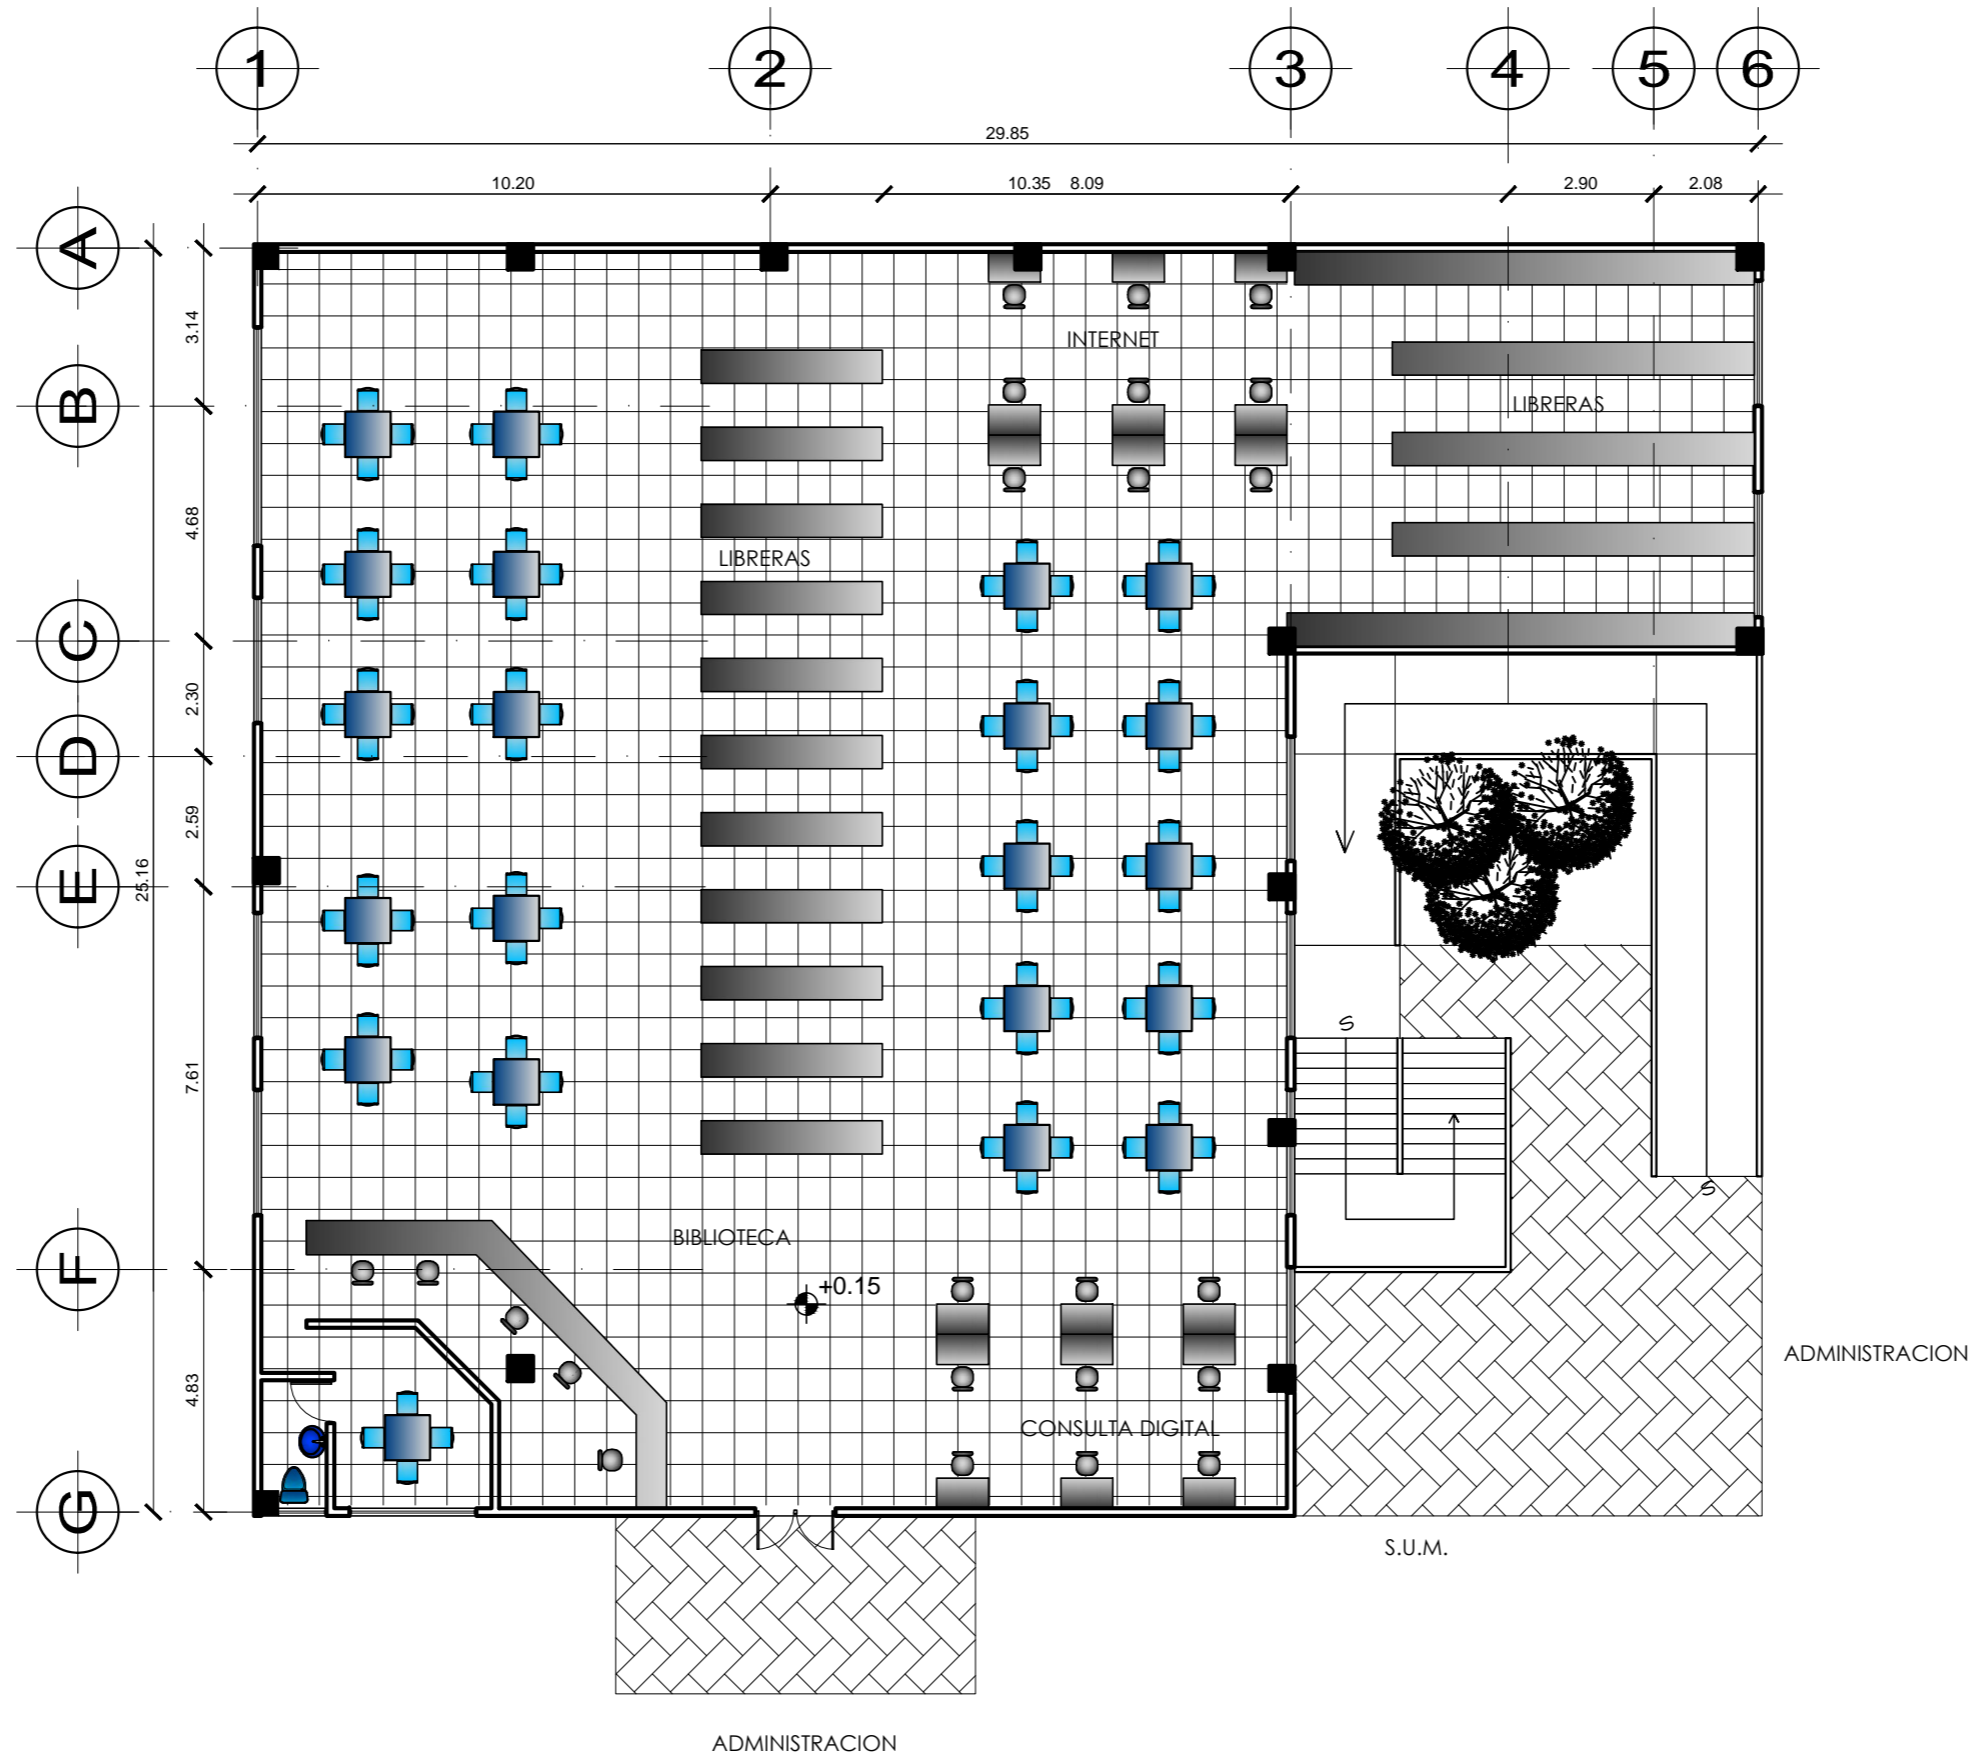 1 2 3 4 5 6
29.85
10.20 10.35 8.09 2.90 2.08
A
3.14
INTERNET
B
LIBRERAS
4.68
LIBRERAS
C
2.30
D
2.59
E
25.16
S
7.61
S
BIBLIOTECA
F
+0.15
ADMINISTRACION
4.83
CONSULTA DIGITAL
G
S.U.M.
ADMINISTRACION